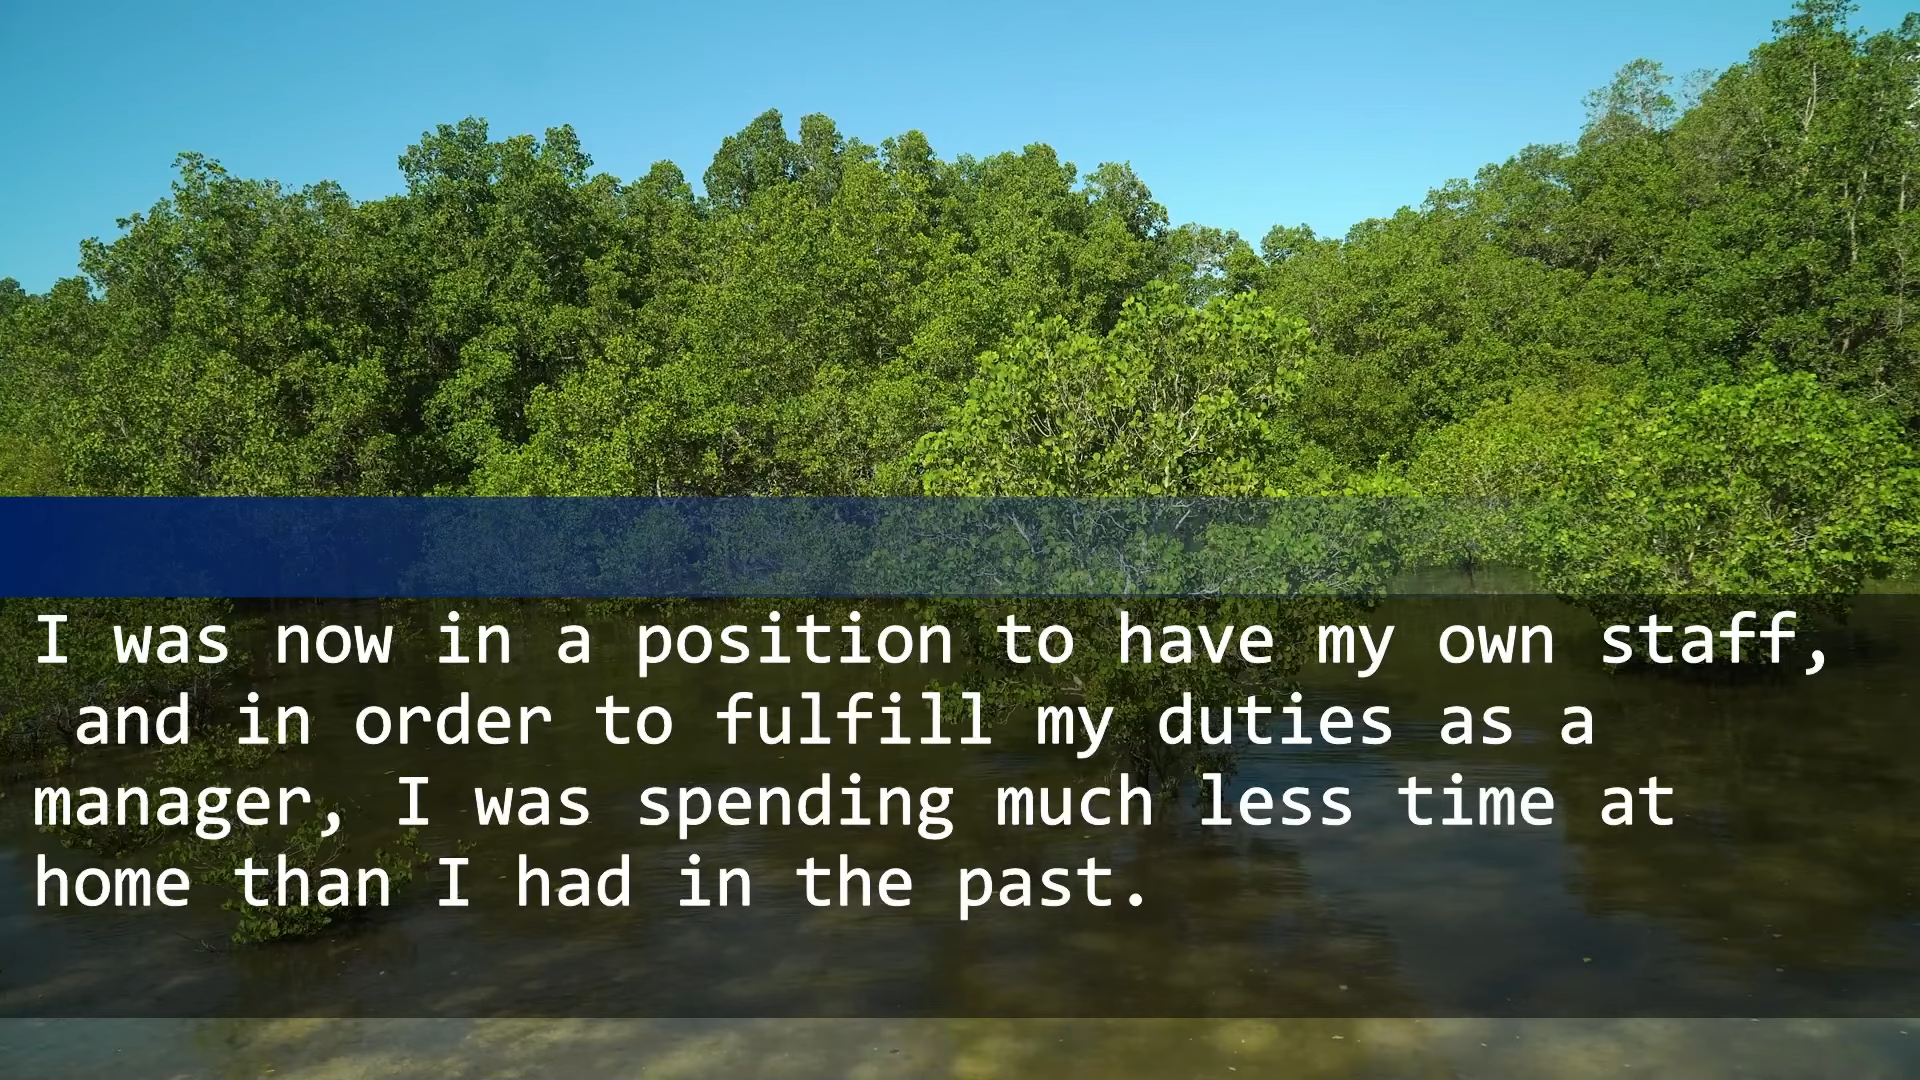 I was now in a position to have my own staff,
and in order to fulfill my duties as a
manager, I was spending much less time at
home than I had in the past.